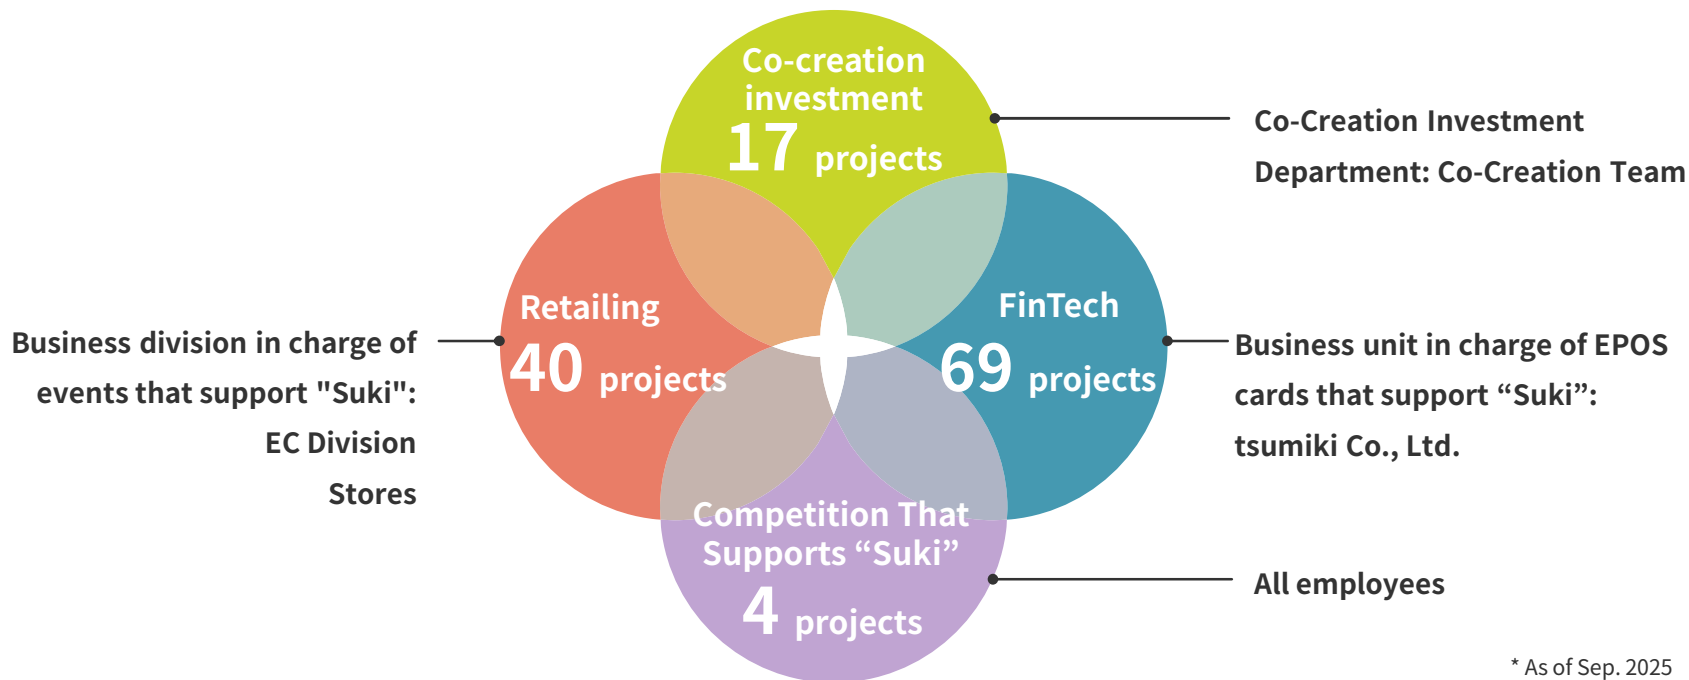 Co-creation
investment
17 projects
Co-Creation Investment
Department: Co-Creation Team
Retailing
40 projects
Business division in charge of
events that support "Suki":
EC Division
Stores
FinTech
69 projects
Business unit in charge of EPOS
cards that support “Suki”:
tsumiki Co., Ltd.
Competition That
Supports “Suki”
4 projects
All employees
* As of Sep. 2025